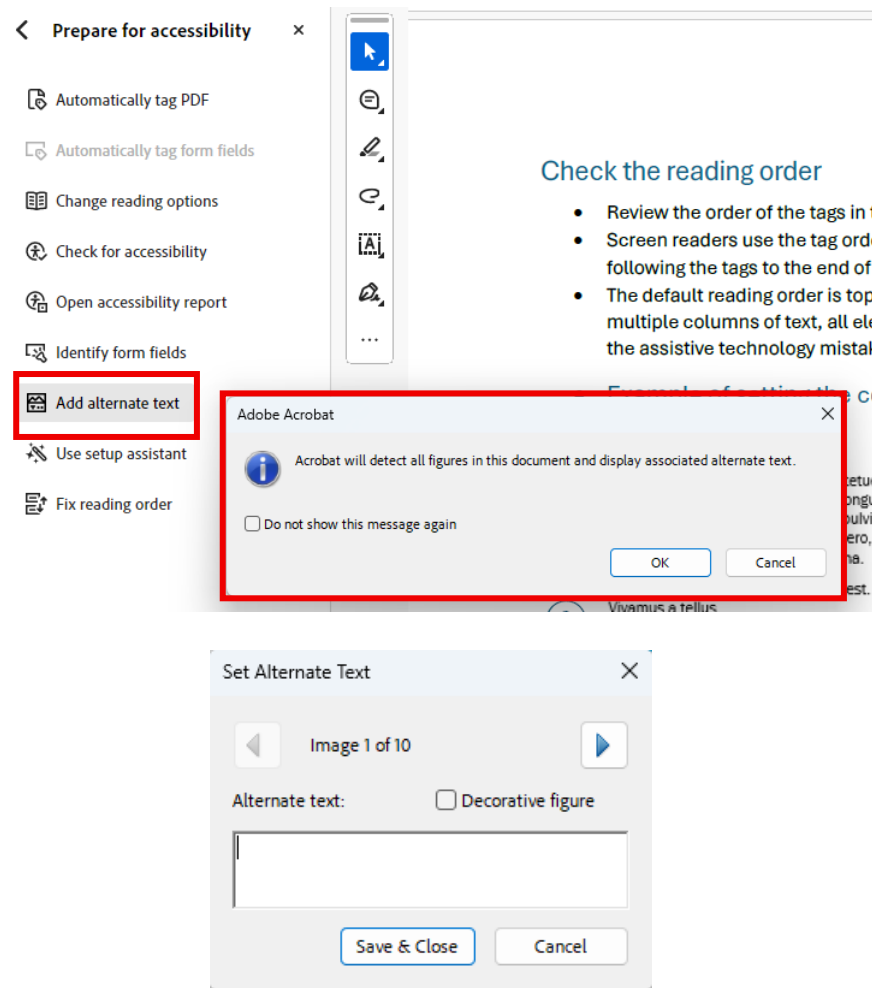 Prepare for accessibility
Automatically tag PDF
Automatically tag form fields
Change reading options
Check for accessibility
Open accessibility report
Identify form fields
Add alternate text
Use setup assistant
Fix reading order
Check the reading order
• Review the order of the tags in
• Screen readers use the tag
following the tags to the end of
• The default reading order is
multiple columns of text, all
the assistive technology
Example of setting the
Adobe Acrobat
Acrobat will detect all figures in this document and display associated alternate text.
Do not show this message again
OK
Cancel
est.
Vivamus a tellus
Set Alternate Text
Image 1 of 10
Alternate text:
Decorative figure
Save & Close
Cancel